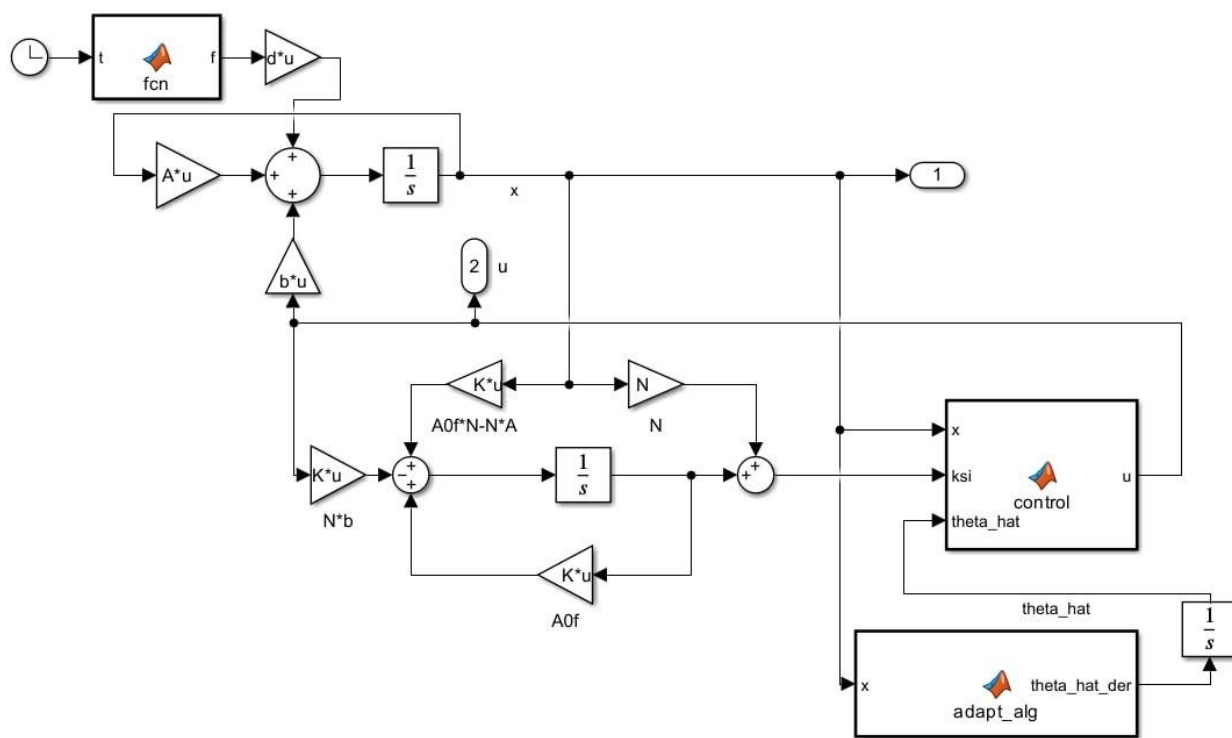 t
f
fcn
d*u
A*u
+
+
+
1
s
x
1
b*u
2
u
K*u
A0f*N-N*A
N
N
K*u
N*b
+
−
+
1
s
+
+
x
ksi
theta_hat
control
u
K*u
A0f
theta_hat
1
s
x
adapt_alg
theta_hat_der